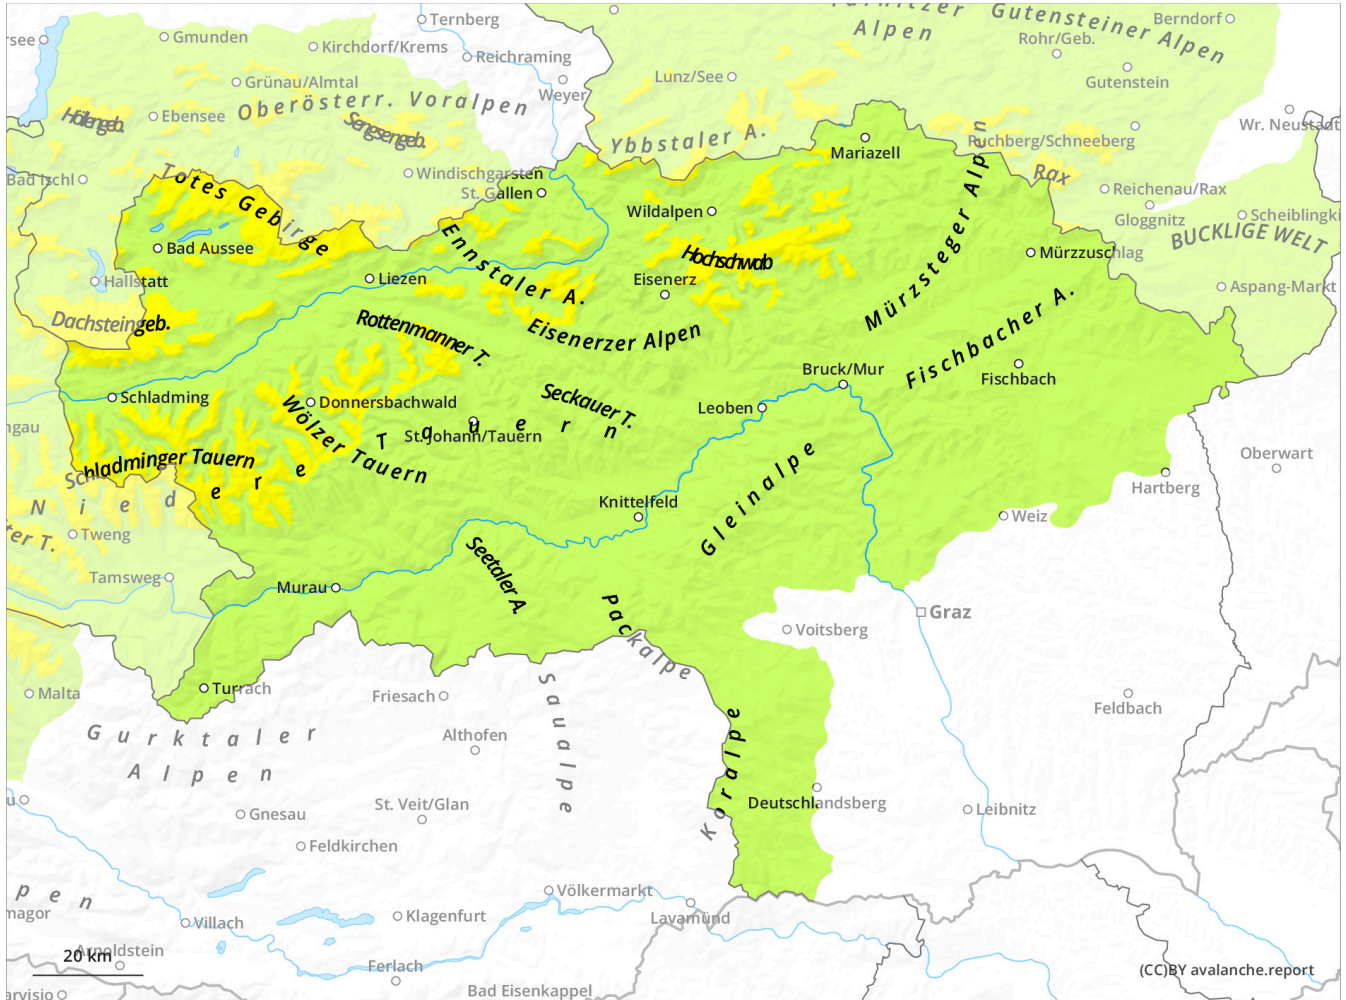 Ternberg
Gutensteiner Alpen
Alpen
Berndorf
Gmunden
Kirchdorf/Krems
Rohr/Geb.
Reichraming
Lunz/See
Grünau/Almtal
Gutenstein
Weyer
Oberösterr. Voralpen
Höllengeb.
Ebensee
Sengsengeb.
Wr. Neustadt
Ybbstaler A.
Mariazell
Puchberg/Schneeberg
Windischgarsten
Bad Ischl
St. Gallen
Rax
Reichenau/Rax
Totes Gebirge
Wildalpen
Gloggnitz
Mürzsteger Alpen
BUCKLIGE WELT
Bad Aussee
Ennstaler A.
Hochschwab
Mürzzuschlag
Hallstatt
Liezen
Eisenerz
Aspang-Markt
Dachsteingeb.
Rottenmanner T.
Eisenerzer Alpen
Fischbacher A.
Bruck/Mur
Fischbach
Schladming
Donnersbachwald
Seckauer T.
Leoben
Wölzer Tauern
St. Johann/Tauern
Niedere Tauern
Schladminger Tauern
Oberwart
Hartberg
Gleinalpe
Knittelfeld
Weiz
Tweng
Tamsweg
Seetaler A.
Murau
Packalpe
Graz
Voitsberg
Turrach
Malta
Friesach
Saualpe
Feldbach
Gurktaler
Alpen
Althofen
Koralpe
Deutschlandsberg
St. Veit/Glan
Gnesau
Leibnitz
Feldkirchen
Völkermarkt
Klagenfurt
Lavamünd
Villach
Arnoldstein
20 km
Ferlach
Bad Eisenkappel
(CC)BY avalanche.report